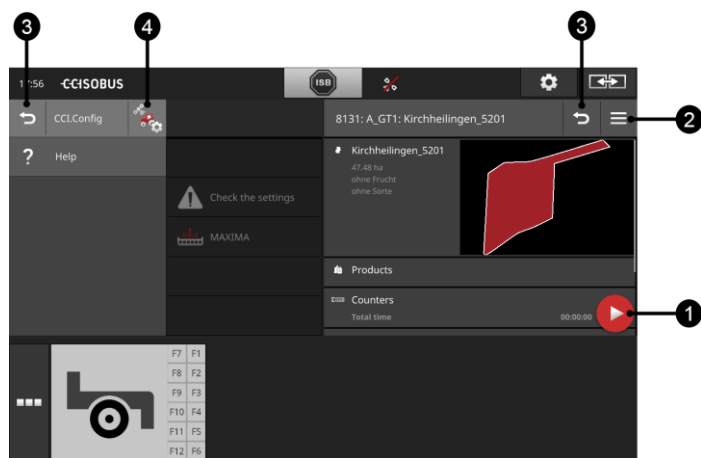 3
4
3
17:56
CCISOBUS
ISB
CCI.Config
8131: A_GT1: Kirchheilingen_5201
2
? Help
Kirchheilingen_5201
47.48 ha
ohne Frucht
ohne Sorte
Check the settings
MAXIMA
Products
Counters
Total time 00:00:00
1
F7 F1
F8 F2
F9 F3
F10 F4
F11 F5
F12 F6